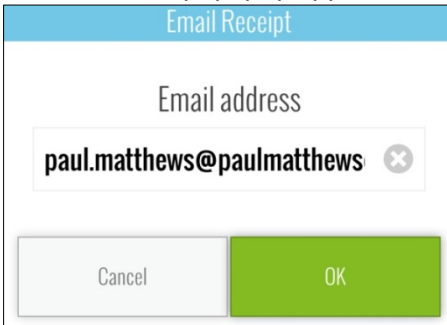 Email Receipt
Email address
paul.matthews@paulmatthews
Cancel
OK